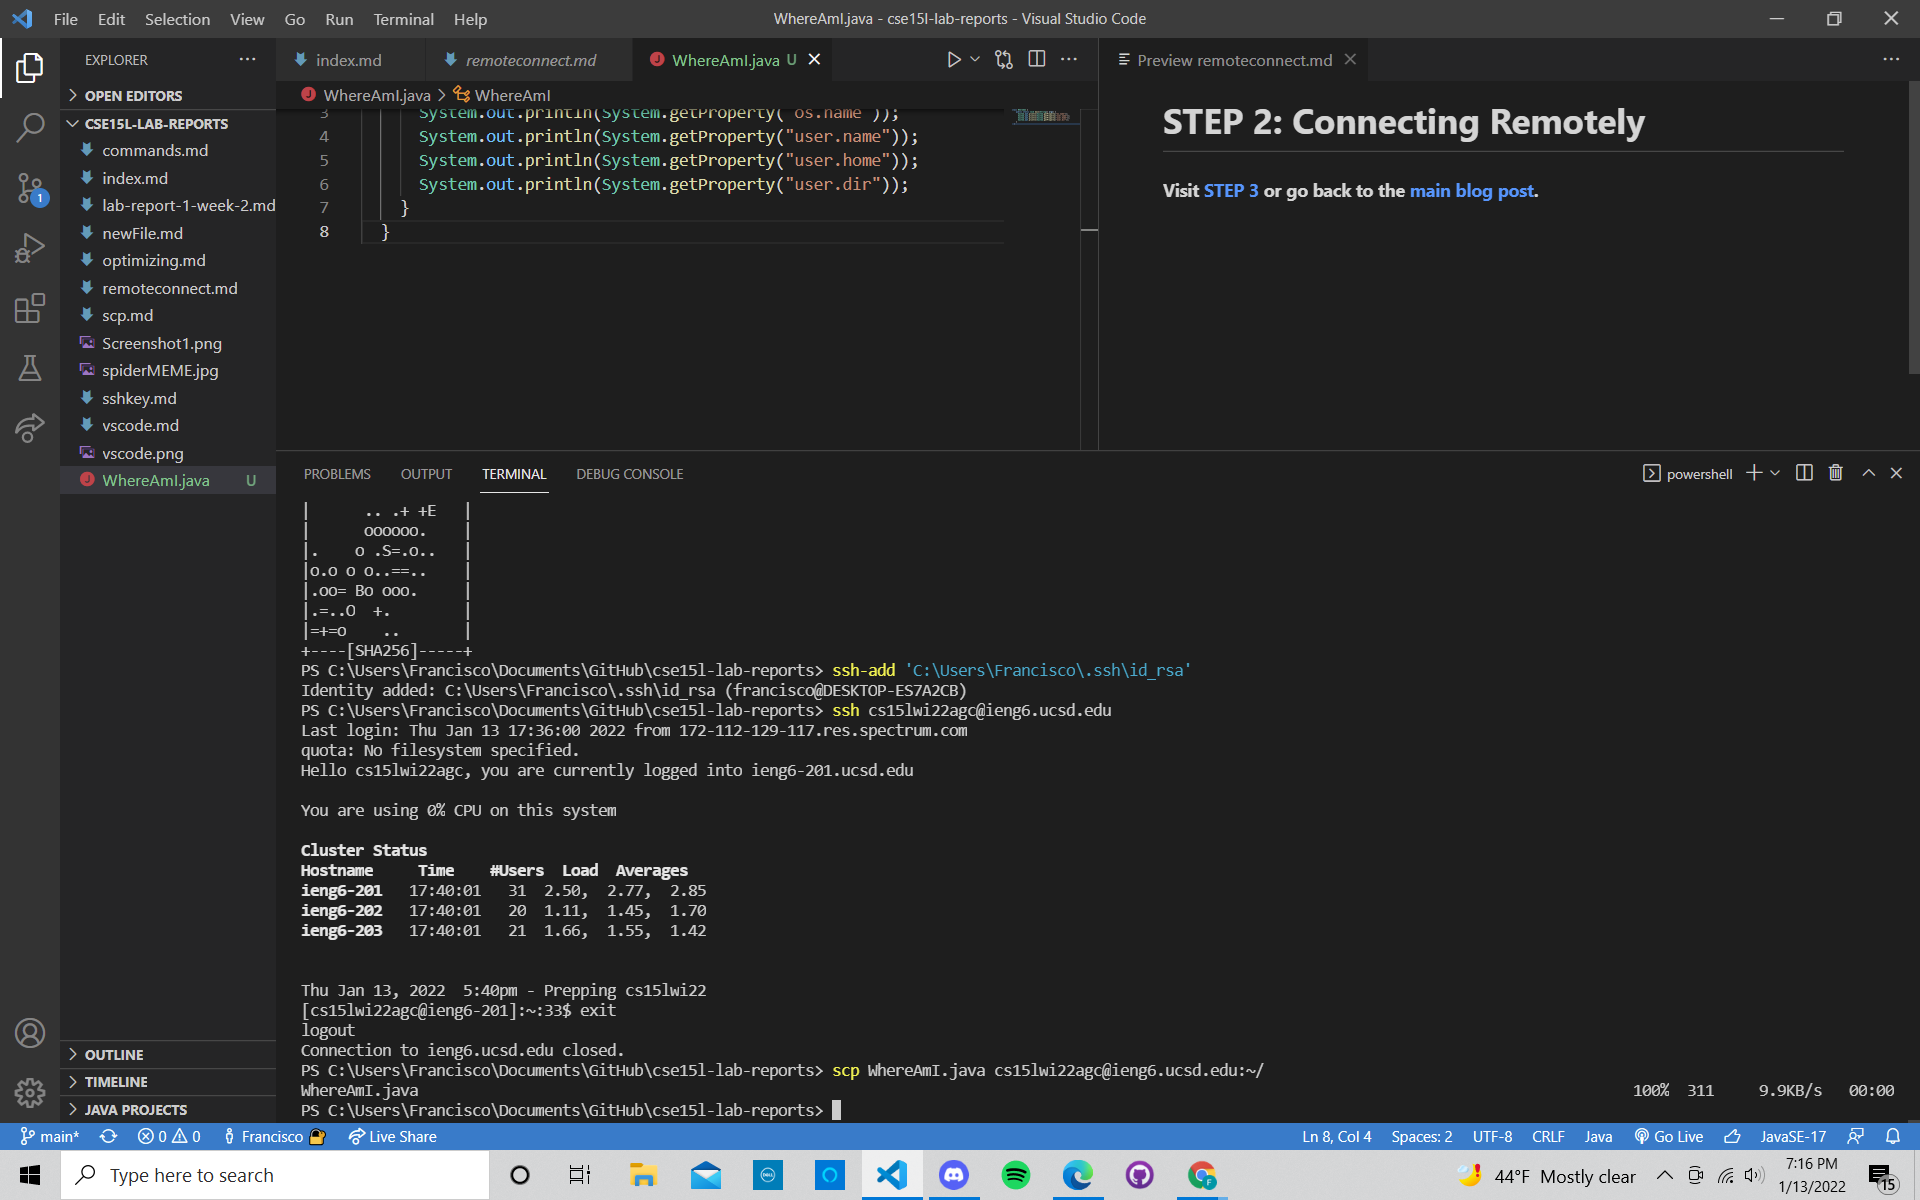 File Edit Selection View Go Run Terminal Help
WhereAmI.java - cse15l-lab-reports - Visual Studio Code
EXPLORER
OPEN EDITORS
CSE15L-LAB-REPORTS
commands.md
index.md
lab-report-1-week-2.md
newFile.md
optimizing.md
remoteconnect.md
scp.md
Screenshot1.png
spiderMEME.jpg
sshkey.md
vscode.md
vscode.png
WhereAmI.java U
OUTLINE
TIMELINE
JAVA PROJECTS
1
index.md remoteconnect.md WhereAmI.java U
WhereAmI.java > WhereAmI
3 System.out.println(System.getProperty("os.name"));
4 System.out.println(System.getProperty("user.name"));
5 System.out.println(System.getProperty("user.home"));
6 System.out.println(System.getProperty("user.dir"));
7 }
8 }
Preview remoteconnect.md
STEP 2: Connecting Remotely
Visit STEP 3 or go back to the main blog post.
PROBLEMS OUTPUT TERMINAL DEBUG CONSOLE
powershell
|      .. .+ +E   |
|      oooooo.    |
|.    o .S=.o..   |
|o.o o o..==..    |
|.oo= Bo ooo.     |
|.=..O  +.        |
|=+=o    ..       |
+----[SHA256]-----+
PS C:\Users\Francisco\Documents\GitHub\cse15l-lab-reports> ssh-add 'C:\Users\Francisco\.ssh\id_rsa'
Identity added: C:\Users\Francisco\.ssh\id_rsa (francisco@DESKTOP-ES7A2CB)
PS C:\Users\Francisco\Documents\GitHub\cse15l-lab-reports> ssh cs15lwi22agc@ieng6.ucsd.edu
Last login: Thu Jan 13 17:36:00 2022 from 172-112-129-117.res.spectrum.com
quota: No filesystem specified.
Hello cs15lwi22agc, you are currently logged into ieng6-201.ucsd.edu
You are using 0% CPU on this system
Cluster Status
Hostname     Time    #Users  Load  Averages
ieng6-201   17:40:01   31  2.50,  2.77,  2.85
ieng6-202   17:40:01   20  1.11,  1.45,  1.70
ieng6-203   17:40:01   21  1.66,  1.55,  1.42
Thu Jan 13, 2022  5:40pm - Prepping cs15lwi22
[cs15lwi22agc@ieng6-201]:~:33$ exit
logout
Connection to ieng6.ucsd.edu closed.
PS C:\Users\Francisco\Documents\GitHub\cse15l-lab-reports> scp WhereAmI.java cs15lwi22agc@ieng6.ucsd.edu:~/
WhereAmI.java 100% 311 9.9KB/s 00:00
PS C:\Users\Francisco\Documents\GitHub\cse15l-lab-reports>
main* 0 0 Francisco Live Share Ln 8, Col 4 Spaces: 2 UTF-8 CRLF Java Go Live JavaSE-17
Type here to search
44°F Mostly clear
7:16 PM
1/13/2022
15